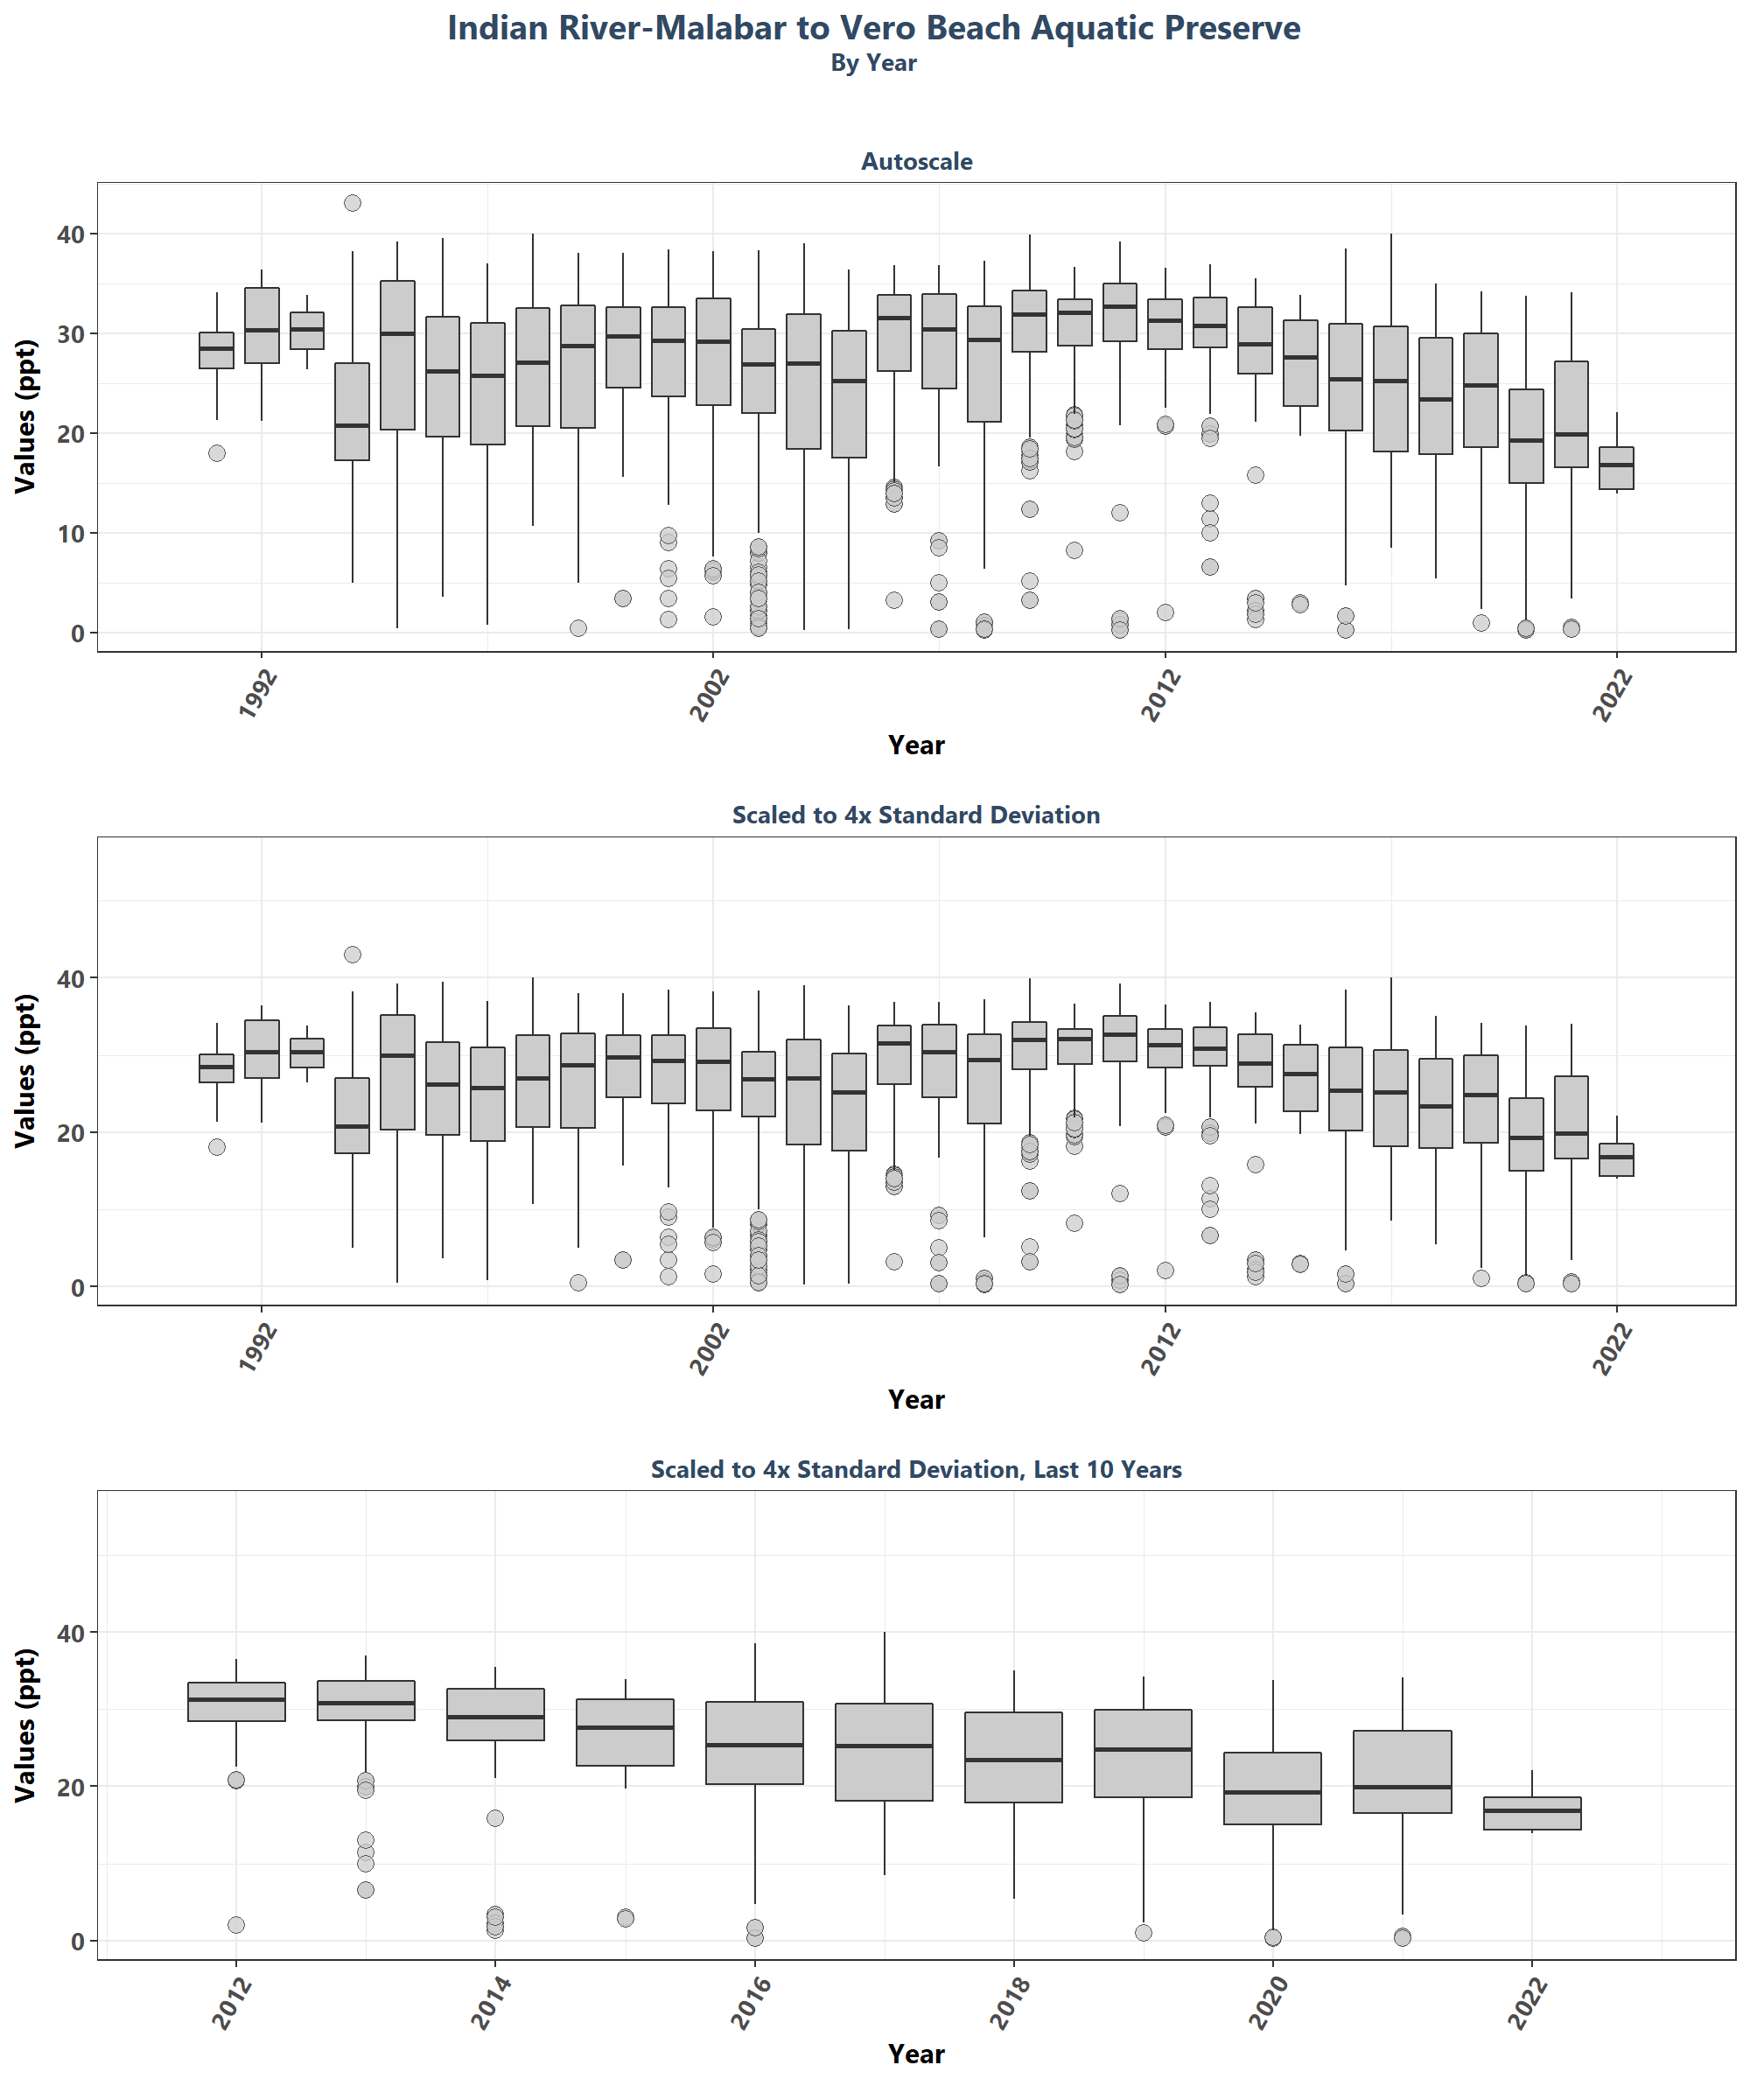 Indian River-Malabar to Vero Beach Aquatic Preserve
By Year
Autoscale
Values (ppt)
40
30
20
10
0
1992
2002
2012
2022
Year
Scaled to 4x Standard Deviation
Values (ppt)
40
20
0
1992
2002
2012
2022
Year
Scaled to 4x Standard Deviation, Last 10 Years
Values (ppt)
40
20
0
2012
2014
2016
2018
2020
2022
Year